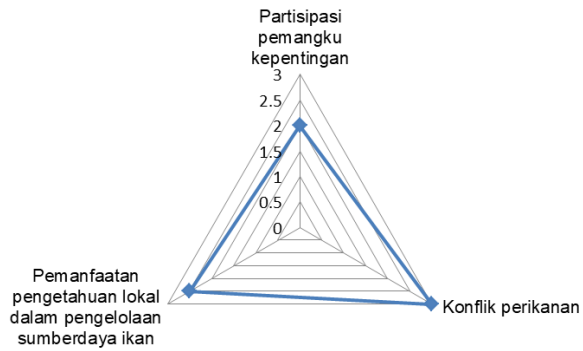 Partisipasi
pemangku
kepentingan
3
2.5
2
1.5
1
0.5
0
Pemanfaatan
pengetahuan lokal
dalam pengelolaan
sumberdaya ikan
Konflik perikanan